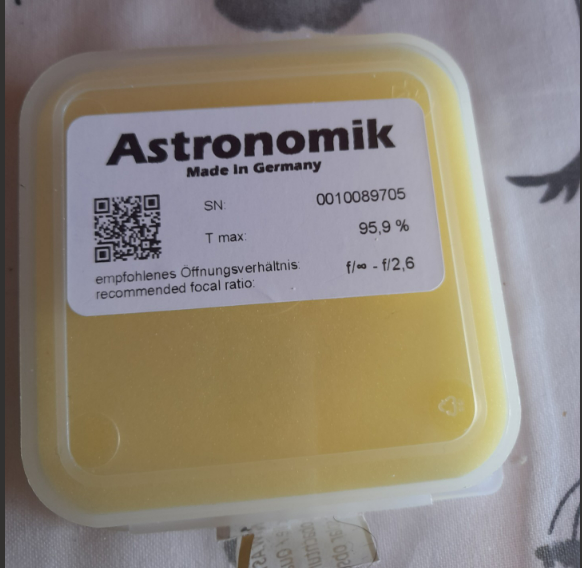 Astronomik
Made In Germany
SN: 0010089705
T max: 95,9 %
empfohlenes Öffnungsverhältnis:
recommended focal ratio: f/∞ - f/2,6